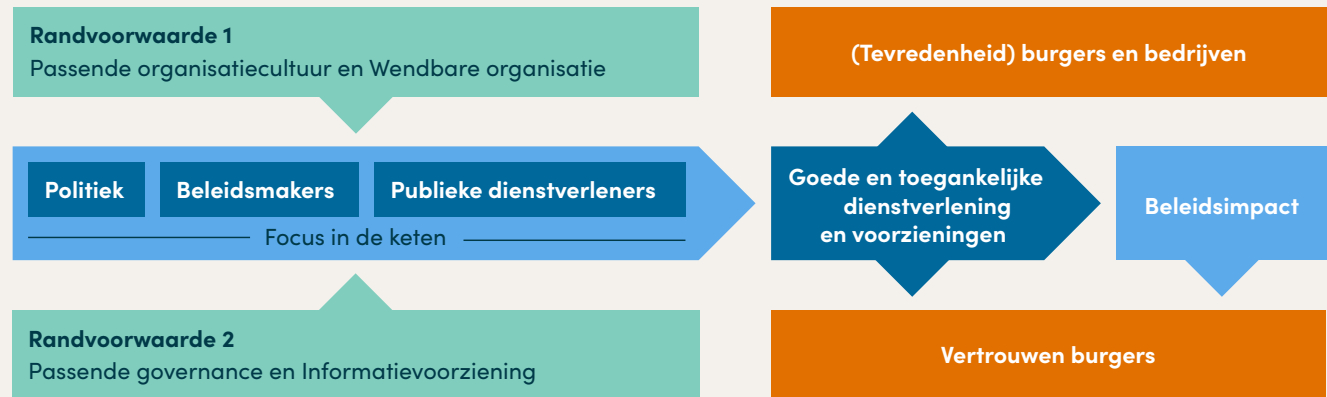 Randvoorwaarde 1
Passende organisatiecultuur en Wendbare organisatie
(Tevredenheid) burgers en bedrijven
Politiek
Beleidsmakers
Publieke dienstverleners
Focus in de keten
Goede en toegankelijke
dienstverlening
en voorzieningen
Beleidsimpact
Randvoorwaarde 2
Passende governance en Informatievoorziening
Vertrouwen burgers